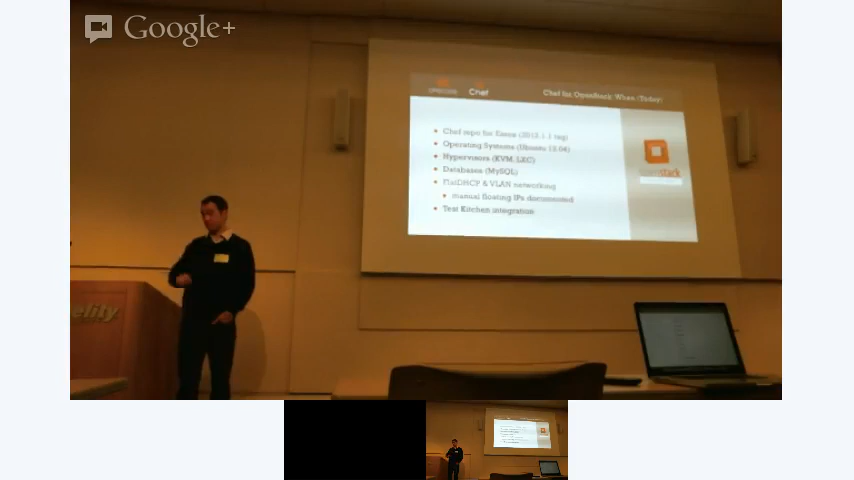 Google+
Chef
Chef for OpenStack When (Today)
Chef repo for Essex (2012.1.1 tag)
Operating Systems (Ubuntu 12.04)
Hypervisors (KVM, LXC)
Databases (MySQL)
FlatDHCP & VLAN networking
manual floating IPs documented
Test Kitchen integration
openstack
elity